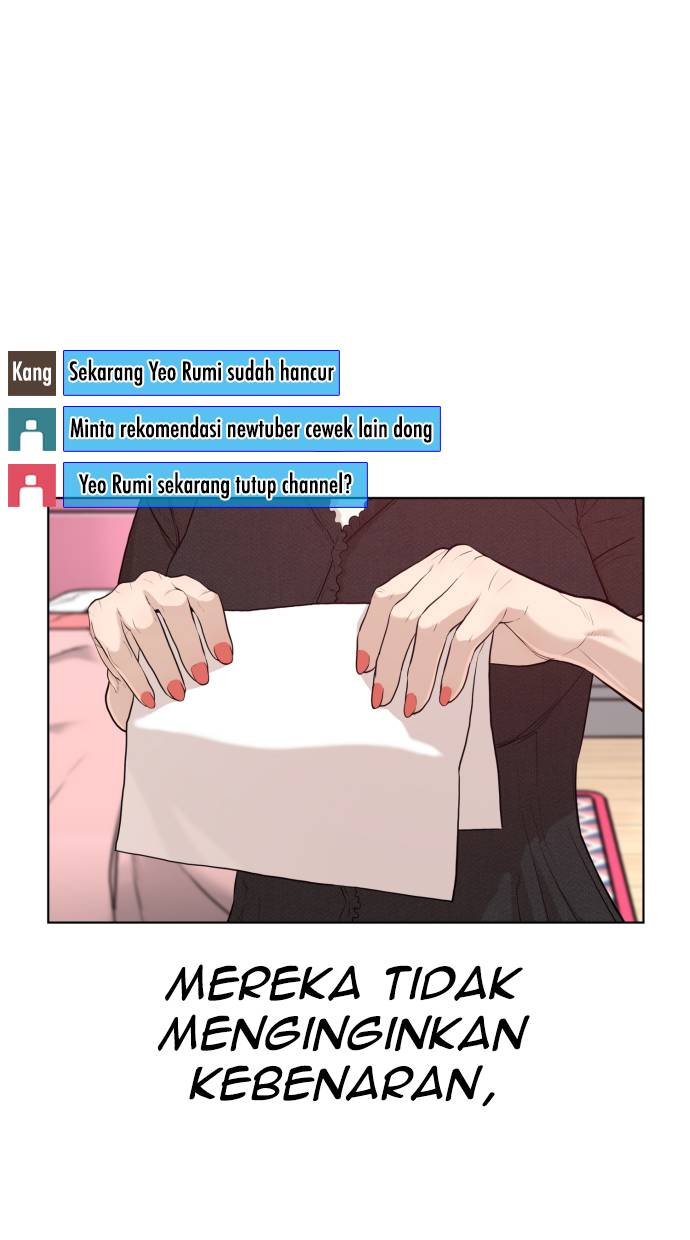 Kang
Sekarang Yeo Rumi sudah hancur
Minta rekomendasi newtuber cewek lain dong
Yeo Rumi sekarang tutup channel?
MEREKA TIDAK
MENGINGINKAN
KEBENARAN,